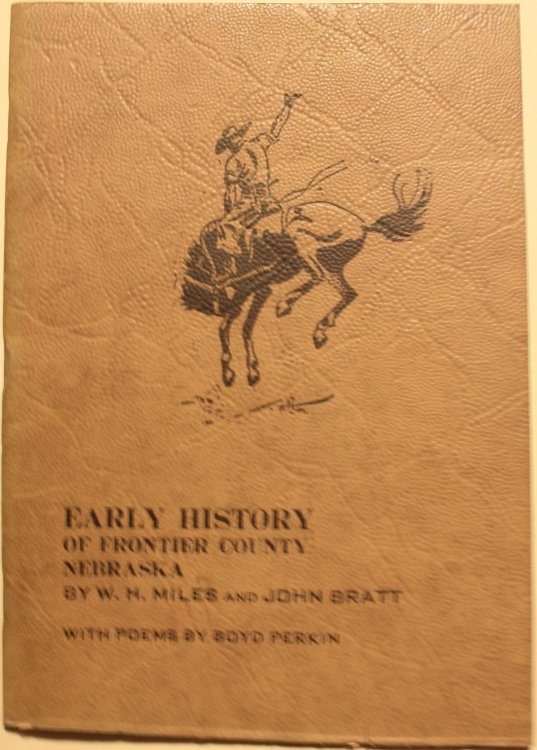 EARLY HISTORY
OF FRONTIER COUNTY
NEBRASKA
BY W. H. MILES AND JOHN BRATT
WITH POEMS BY BOYD PERKIN